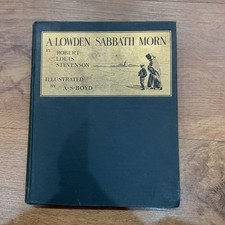 A LOWDEN SABBATH MORN
BY ROBERT
LOUIS
STEVENSON
ILLUSTRATED
BY A·S·BOYD